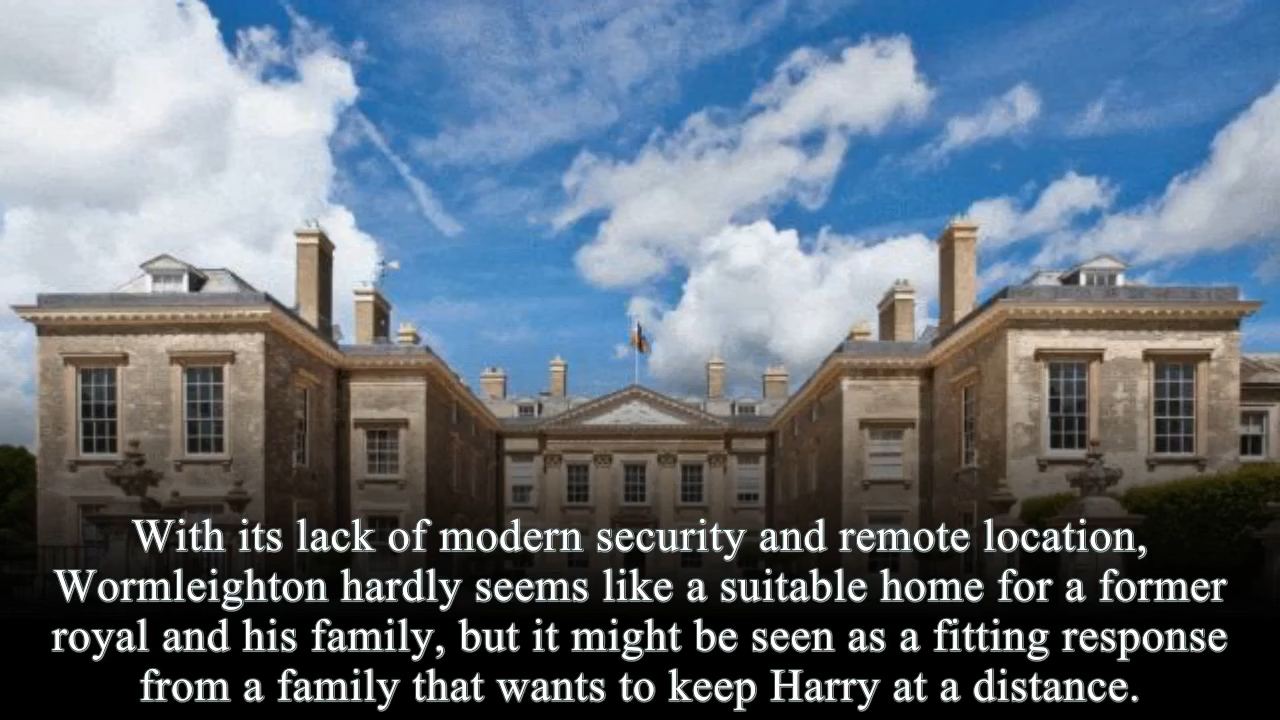 With its lack of modern security and remote location,
Wormleighton hardly seems like a suitable home for a former
royal and his family, but it might be seen as a fitting response
from a family that wants to keep Harry at a distance.